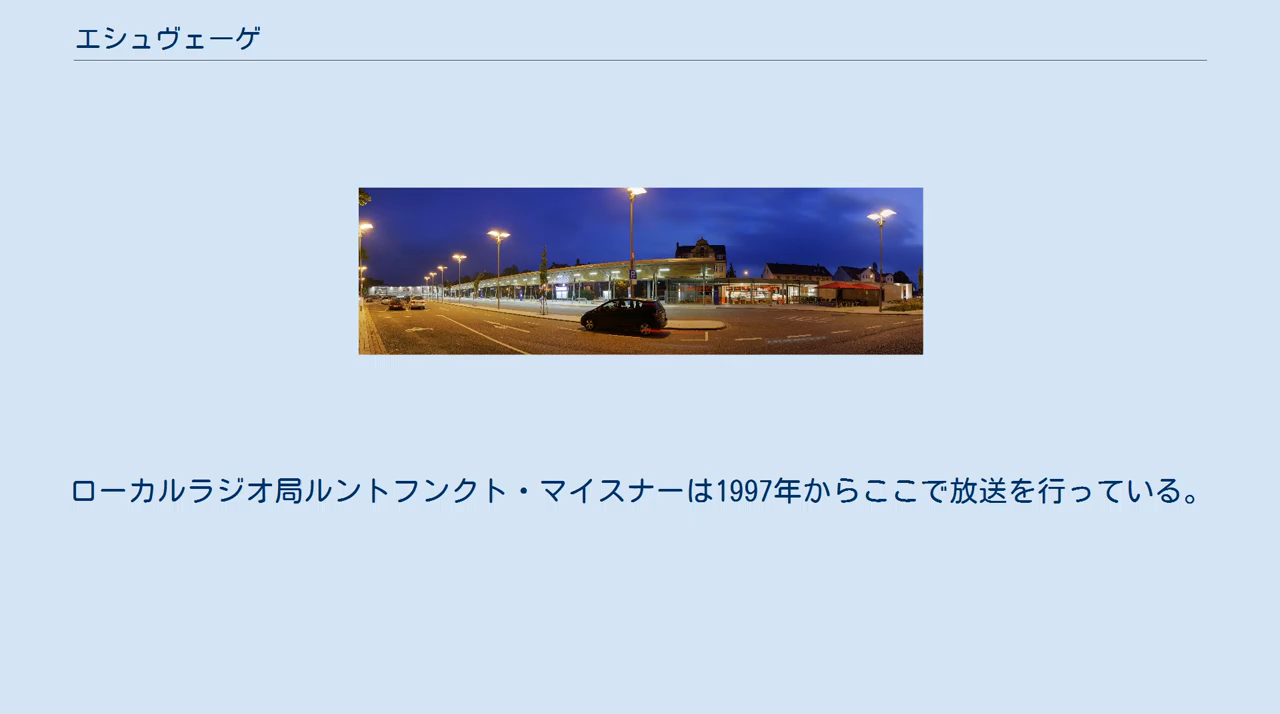 エシュヴェーゲ
ローカルラジオ局ルントフンクト・マイスナーは1997年からここで放送を行っている。